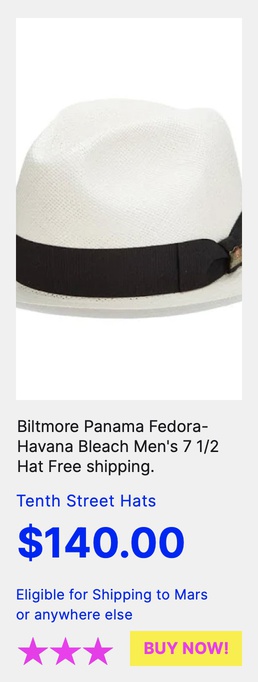 Biltmore Panama Fedora-
Havana Bleach Men's 7 1/2
Hat Free shipping.
Tenth Street Hats
$140.00
Eligible for Shipping to Mars
or anywhere else
BUY NOW!